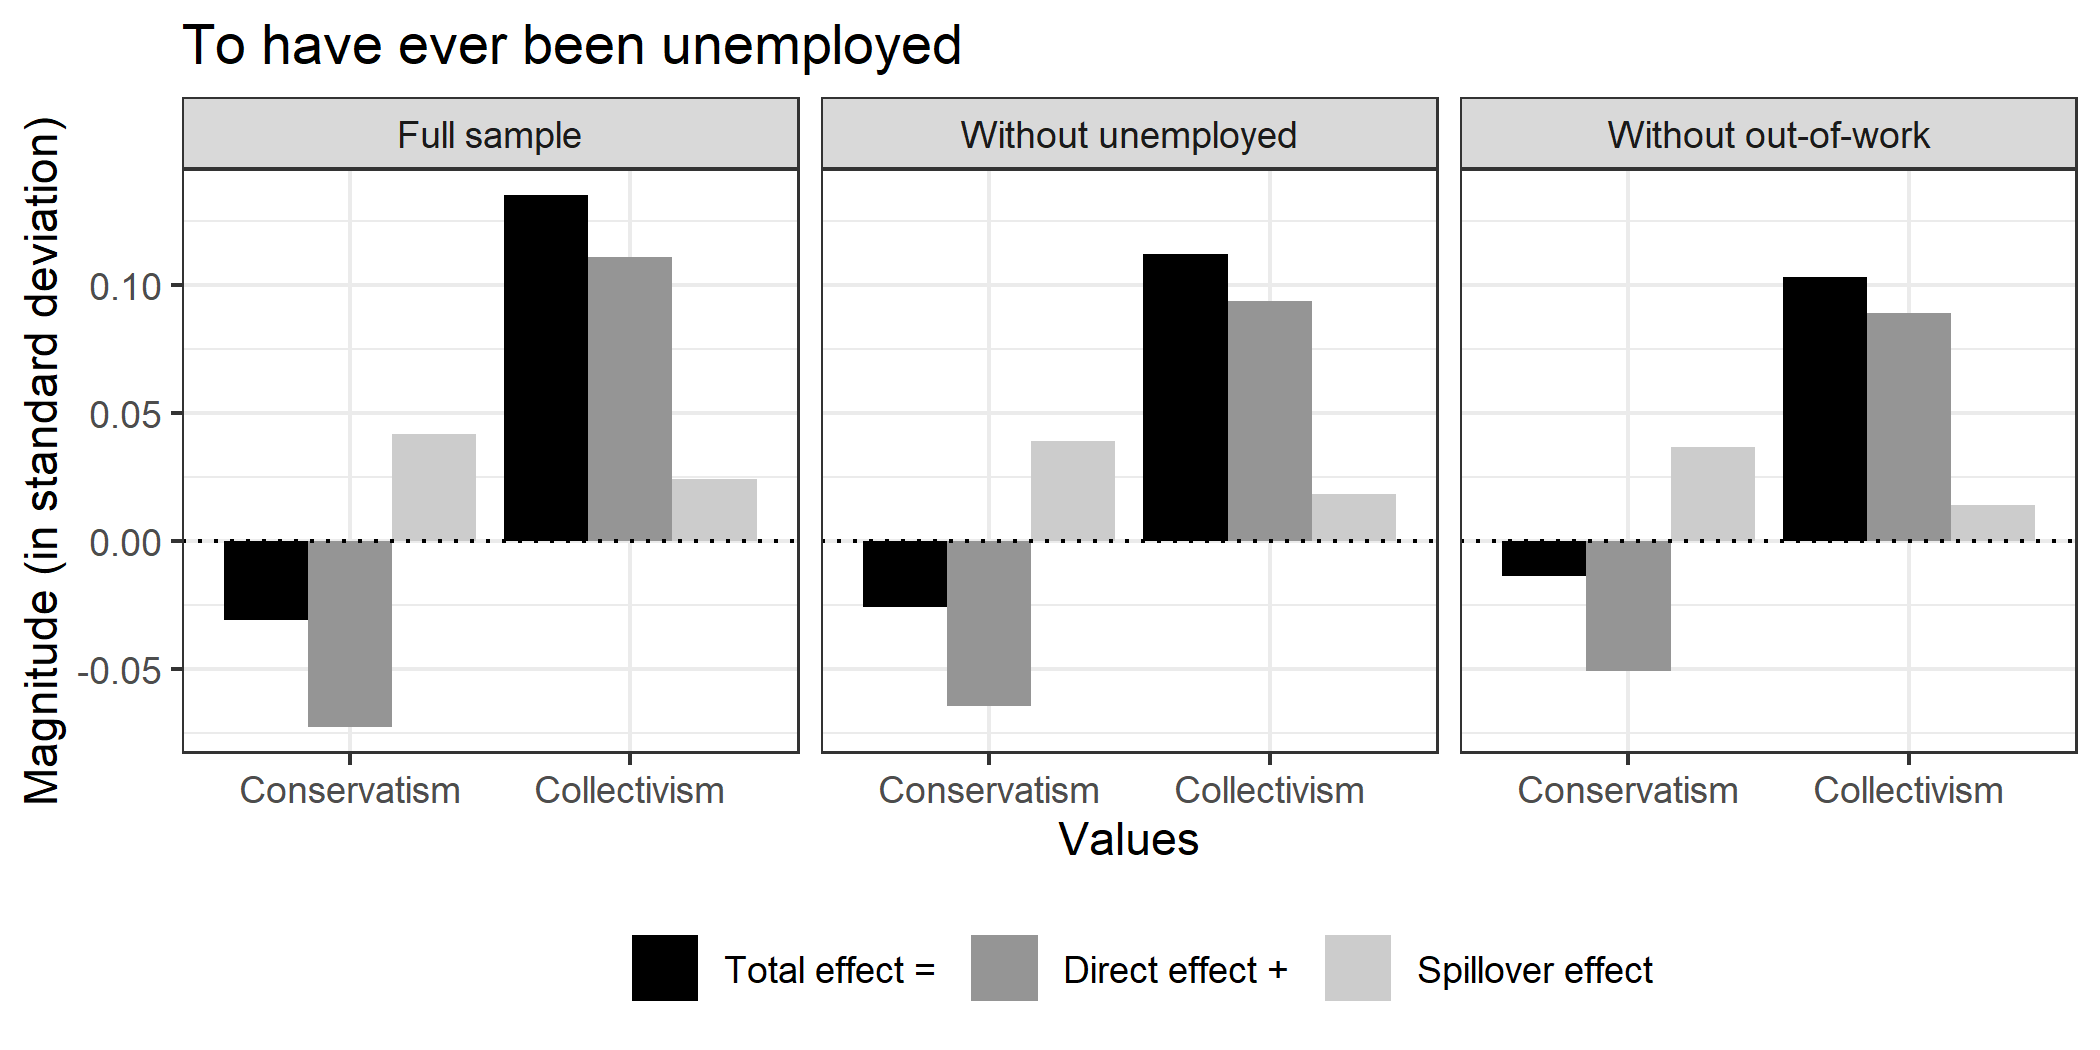 To have ever been unemployed
Full sample
Without unemployed
Without out-of-work
Magnitude (in standard deviation)
0.10
0.05
0.00
-0.05
Conservatism
Collectivism
Conservatism
Collectivism
Conservatism
Collectivism
Values
Total effect =
Direct effect +
Spillover effect